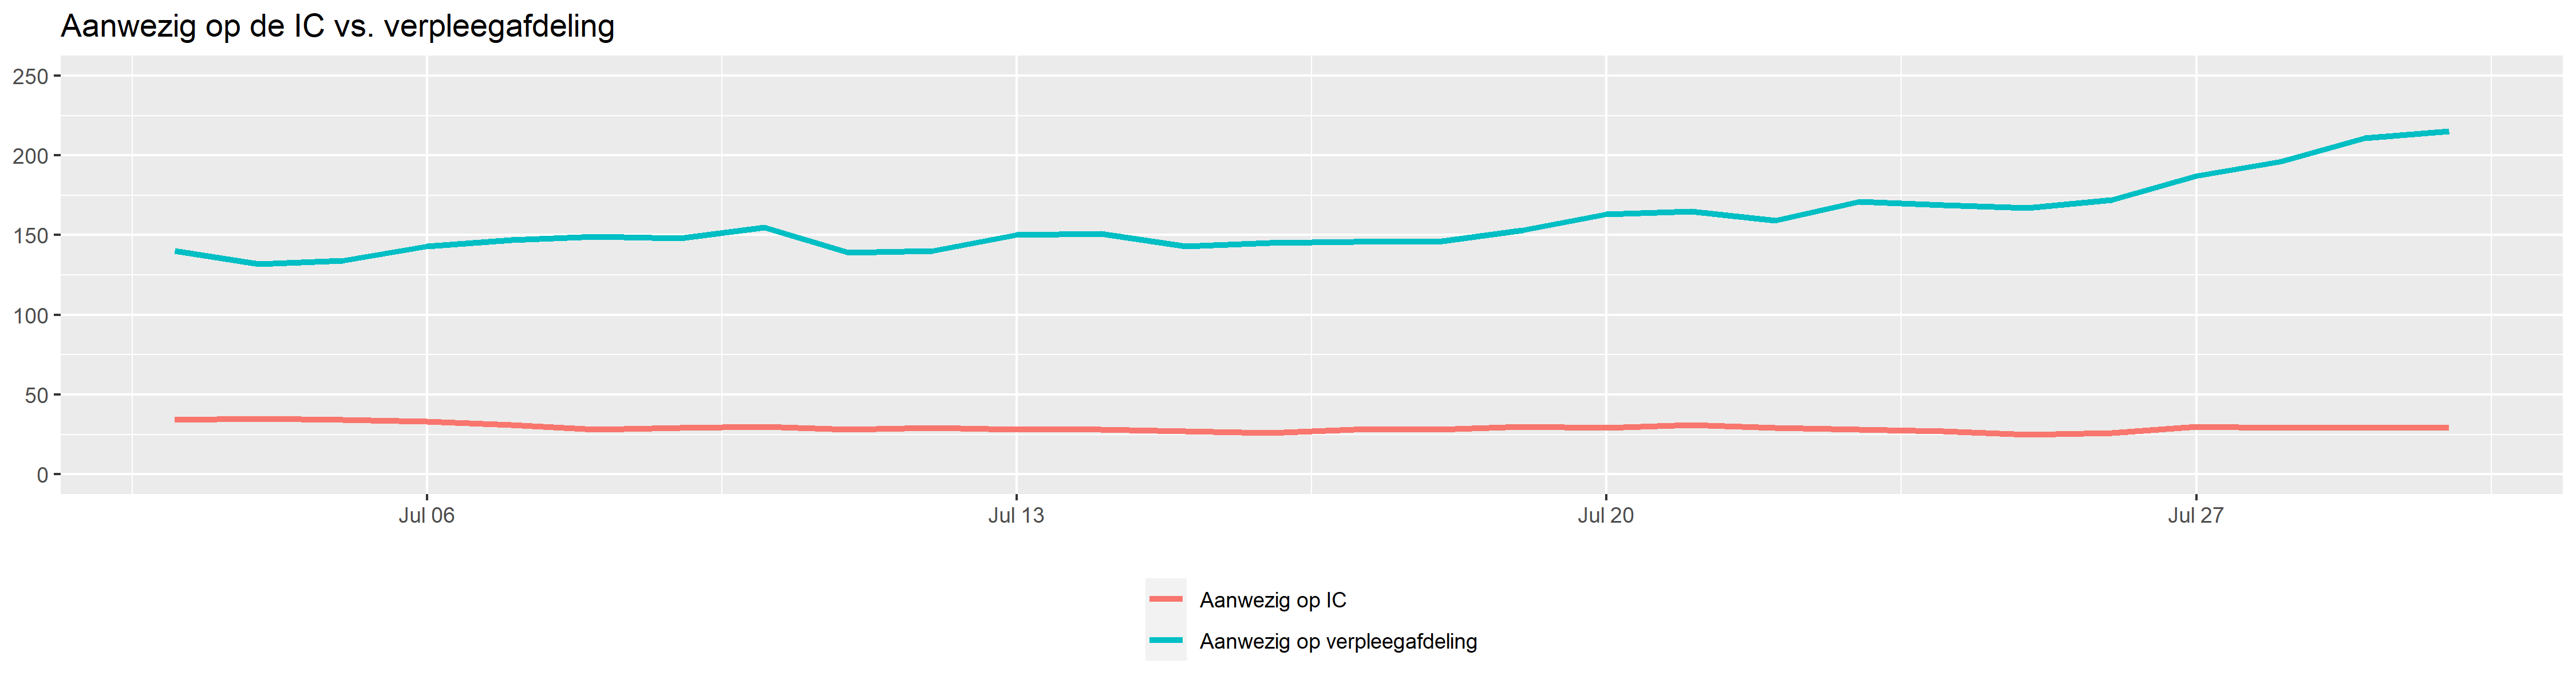 Aanwezig op de IC vs. verpleegafdeling
250
200
150
100
50
0
Jul 06 Jul 13 Jul 20 Jul 27
Aanwezig op IC
Aanwezig op verpleegafdeling